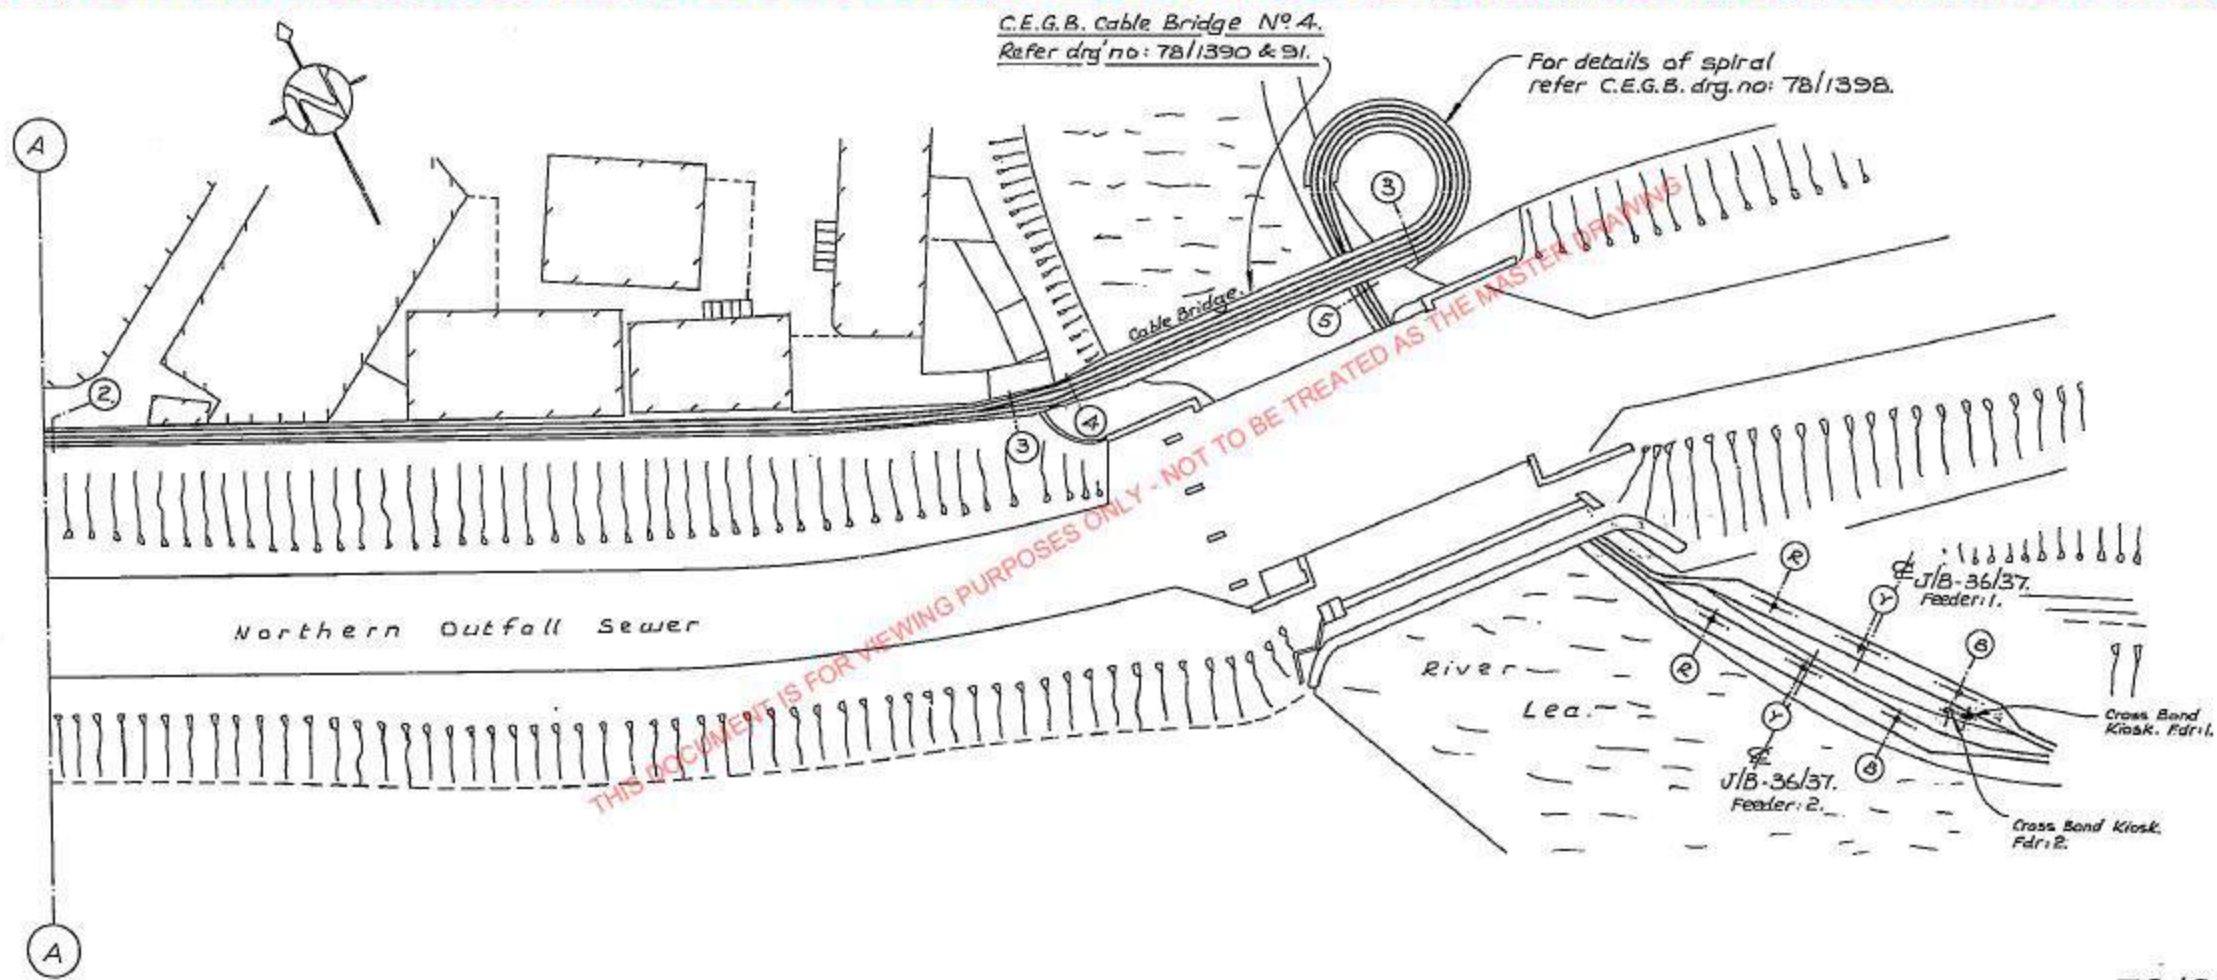 C.E.G.B. Cable Bridge Nº 4.
Refer drg' no: 78/1390 & 91.
For details of spiral
refer C.E.G.B. drg. no: 78/1398.
A
N
3
2
Cable Bridge.
5
4
3
Northern Outfall Sewer
THIS DOCUMENT IS FOR VIEWING PURPOSES ONLY - NOT TO BE TREATED AS THE MASTER DRAWING
R
J/B-36/37.
Feeder: 1.
Y
B
R
River
Lea.
Y
J/B-36/37.
Feeder: 2.
B
Cross Bond
Kiosk. Fdr: 1.
Cross Bond Kiosk.
Fdr: 2.
A